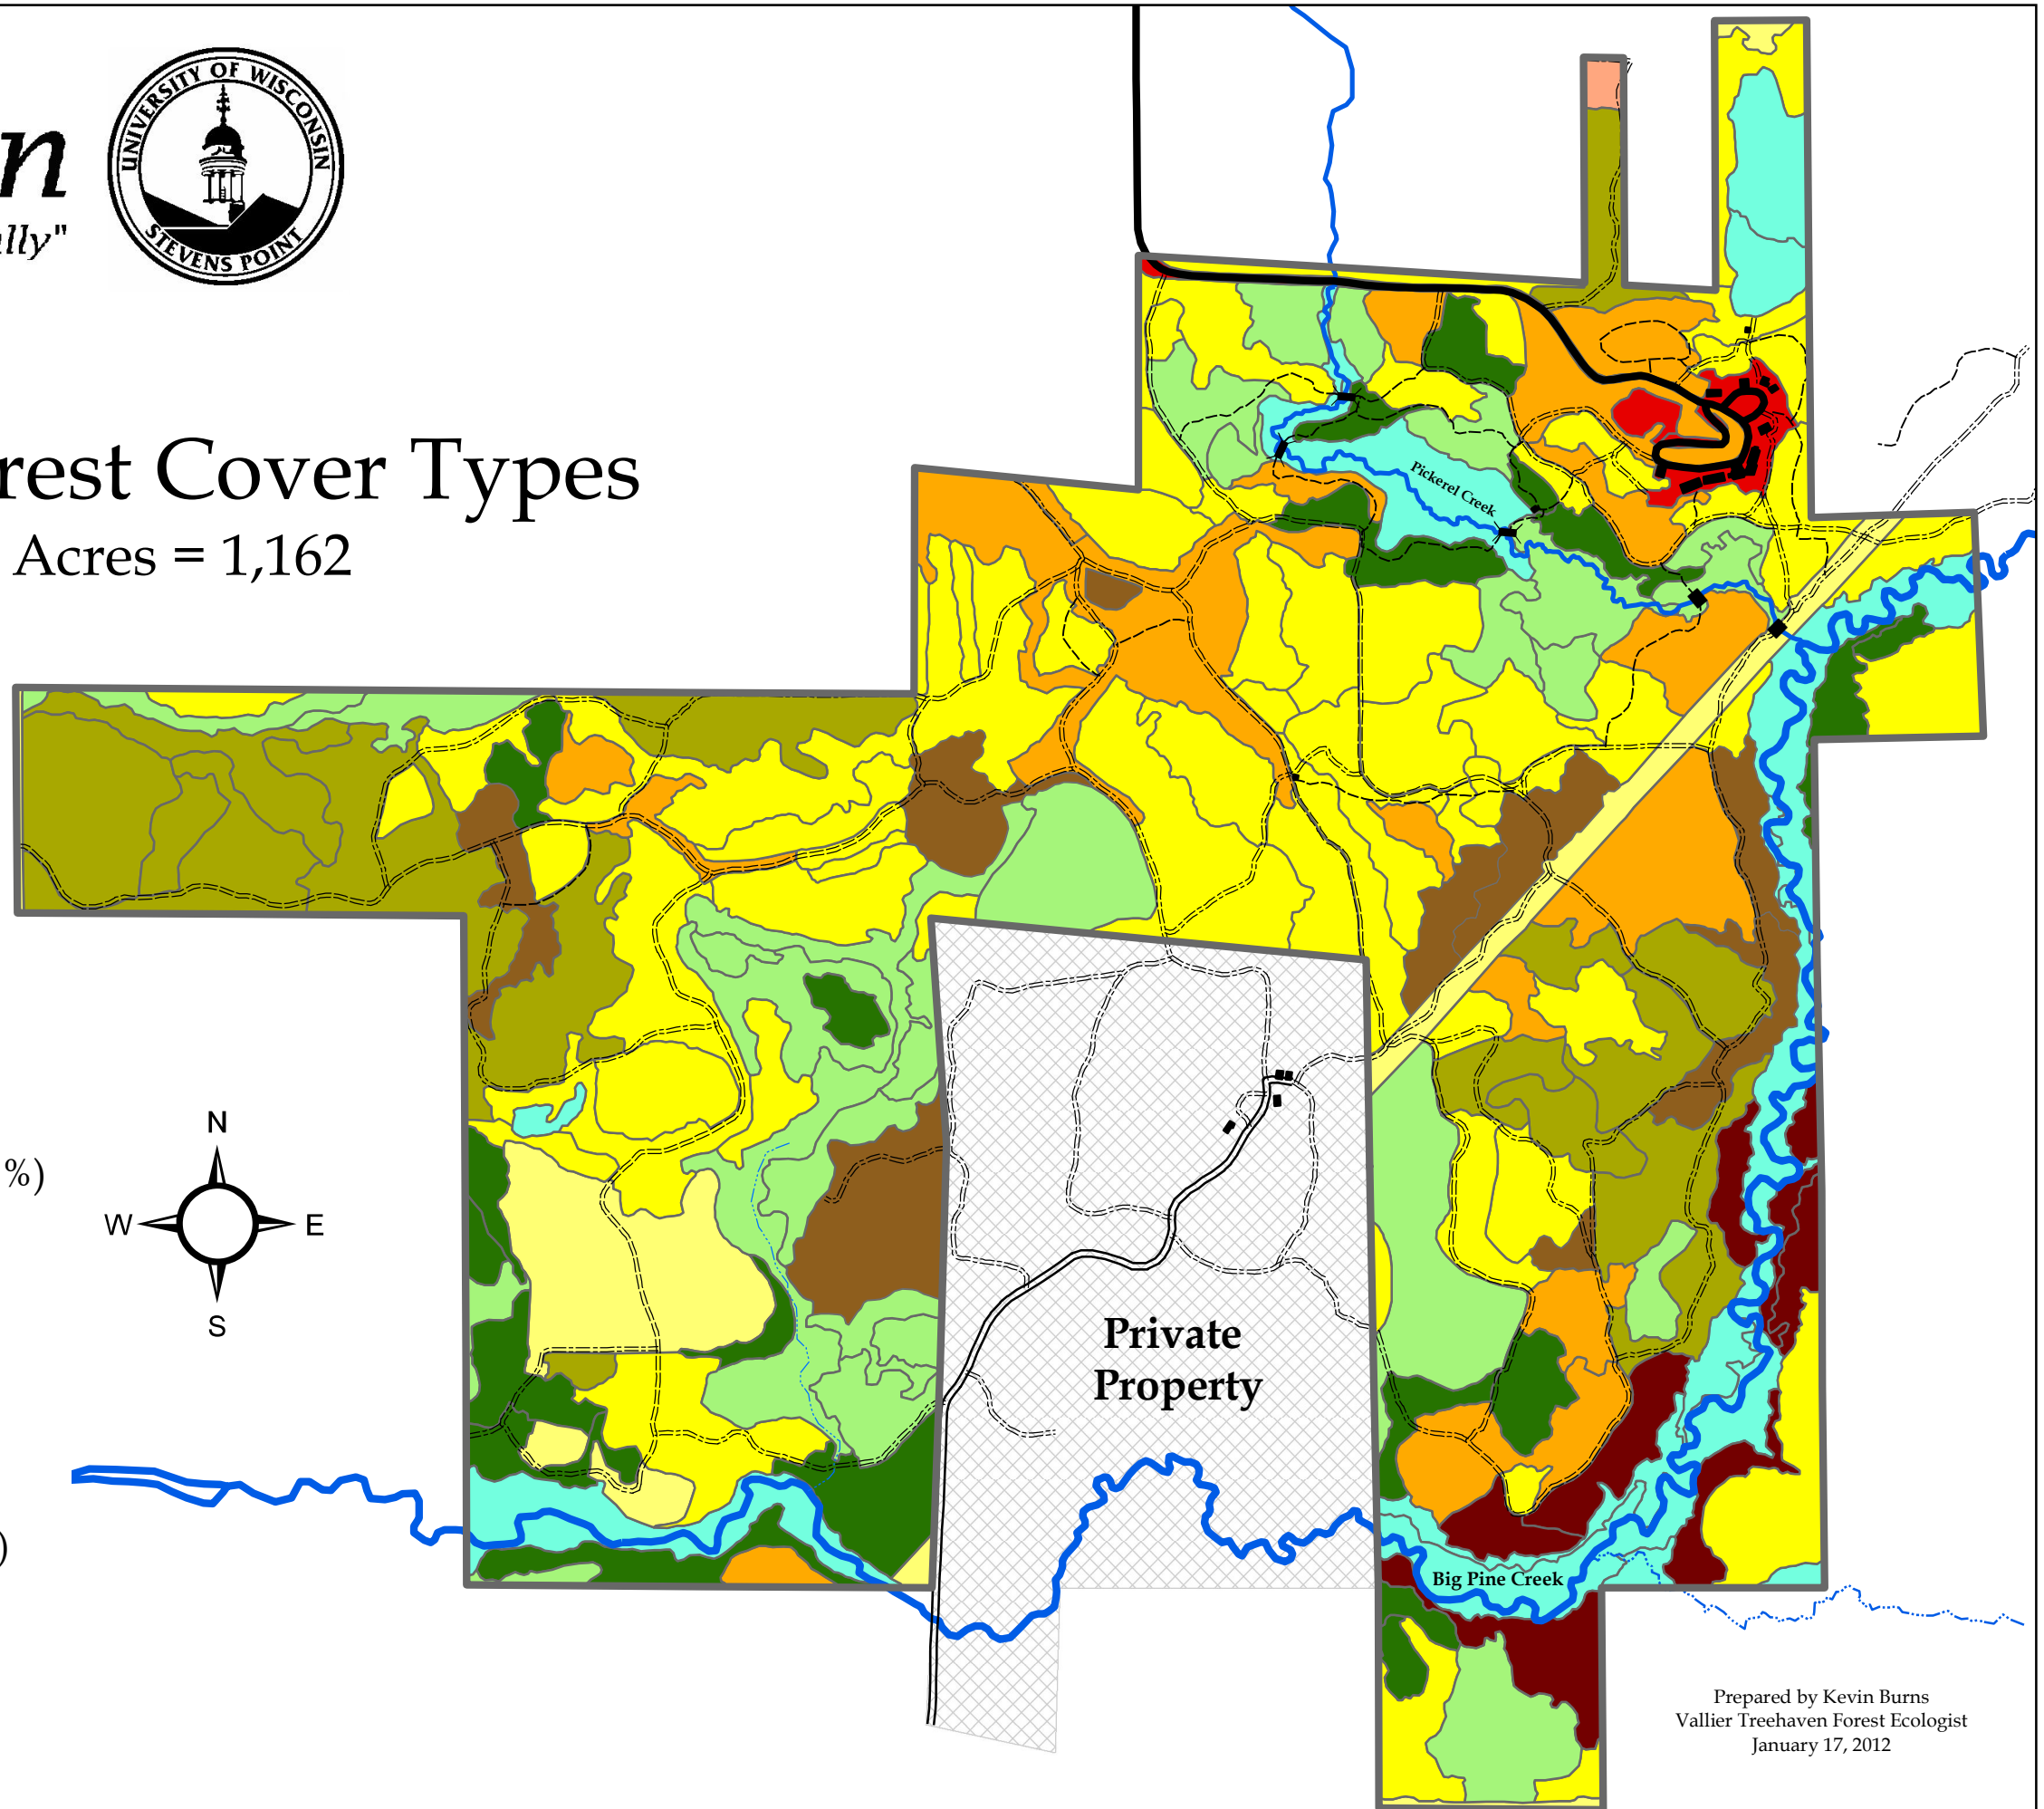 n
ally"
UNIVERSITY OF WISCONSIN
STEVENS POINT
rest Cover Types
Acres = 1,162
%)
)
N
W E
S
Pickerel Creek
Private
Property
Big Pine Creek
Prepared by Kevin Burns
Vallier Treehaven Forest Ecologist
January 17, 2012